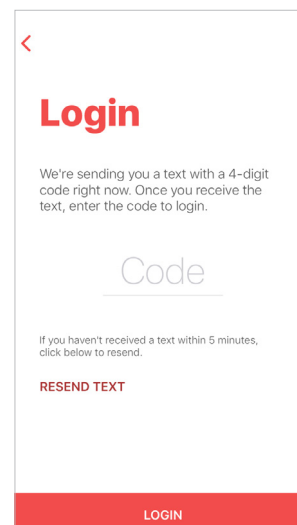 Login
We're sending you a text with a 4-digit
code right now. Once you receive the
text, enter the code to login.
Code
If you haven't received a text within 5 minutes,
click below to resend.
RESEND TEXT
LOGIN